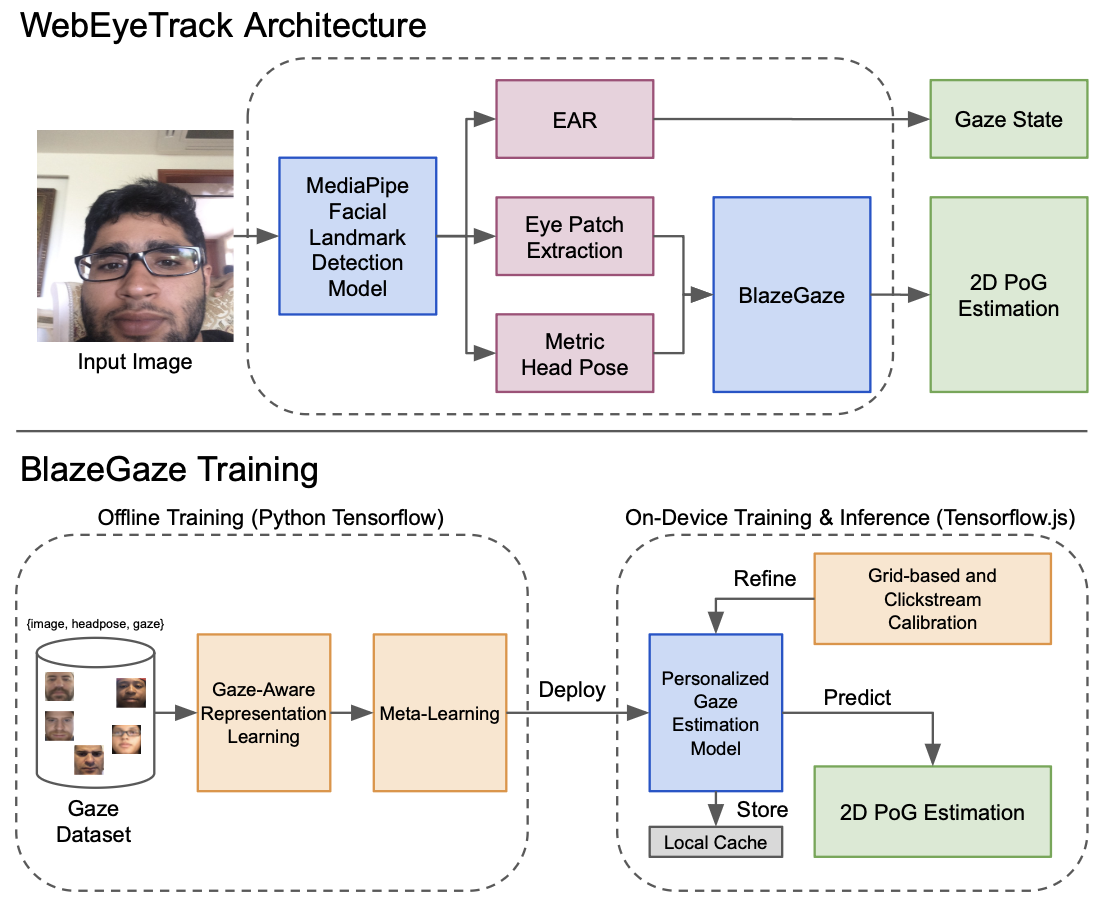 WebEyeTrack Architecture
Input Image
MediaPipe
Facial
Landmark
Detection
Model
EAR
Eye Patch
Extraction
Metric
Head Pose
BlazeGaze
Gaze State
2D PoG
Estimation
BlazeGaze Training
Offline Training (Python Tensorflow)
{image, headpose, gaze}
Gaze
Dataset
Gaze-Aware
Representation
Learning
Meta-Learning
Deploy
On-Device Training & Inference (Tensorflow.js)
Refine
Grid-based and
Clickstream
Calibration
Personalized
Gaze
Estimation
Model
Predict
Store
Local Cache
2D PoG Estimation